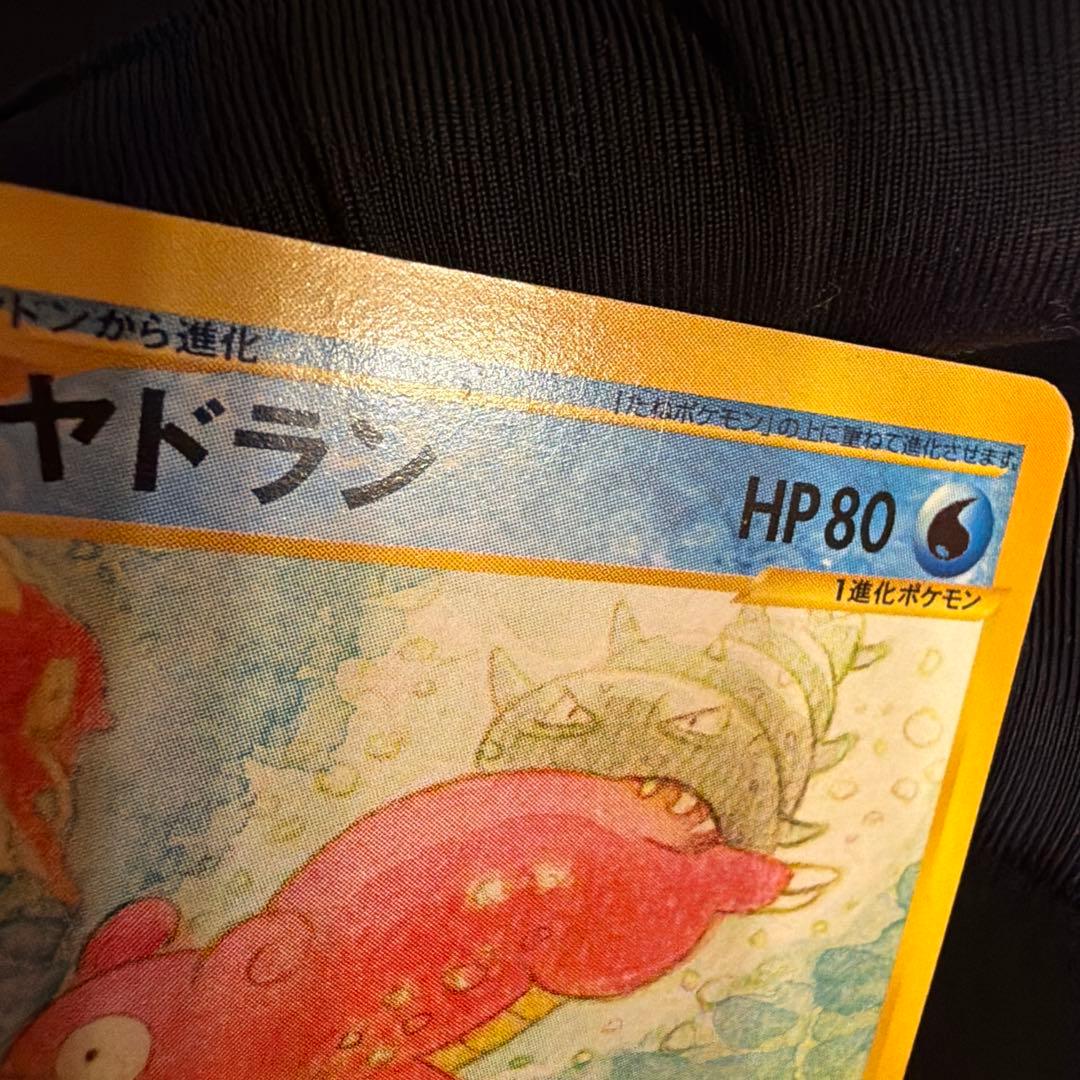 ドンから進化
「たねポケモン」の上に重ねて進化させます
ヤドラン
HP80
1進化ポケモン